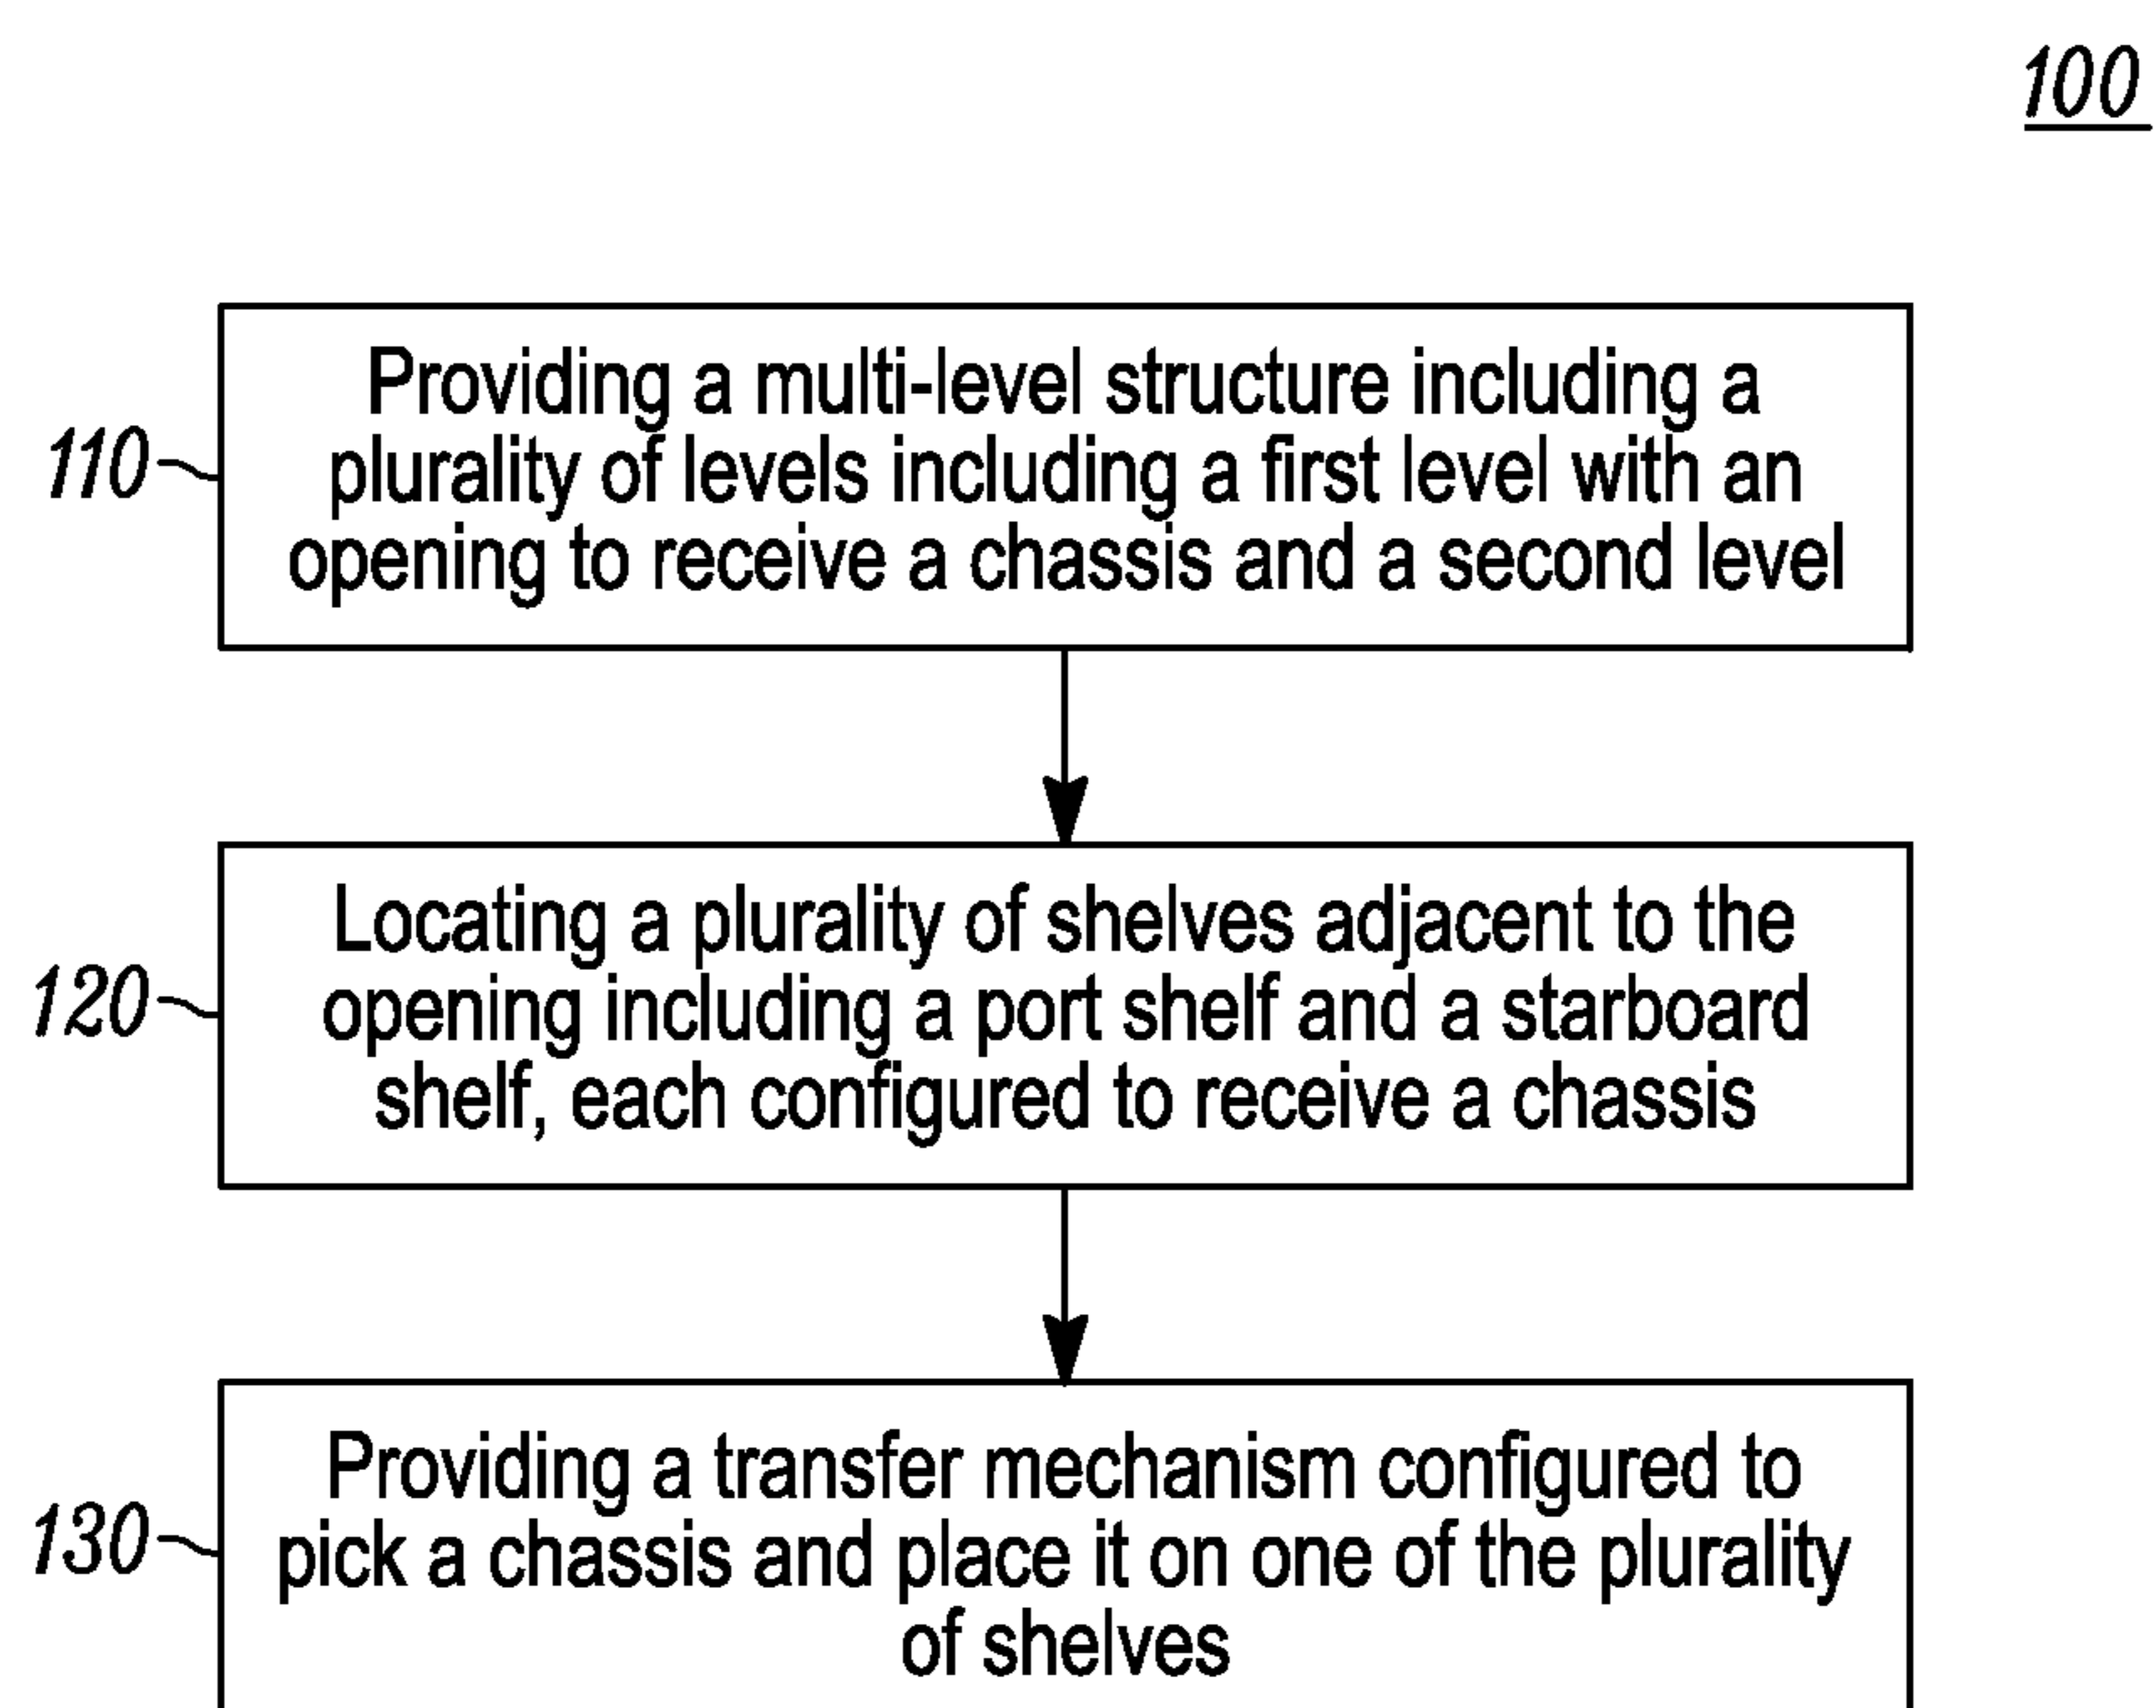 100
110
Providing a multi-level structure including a
plurality of levels including a first level with an
opening to receive a chassis and a second level
120
Locating a plurality of shelves adjacent to the
opening including a port shelf and a starboard
shelf, each configured to receive a chassis
130
Providing a transfer mechanism configured to
pick a chassis and place it on one of the plurality
of shelves